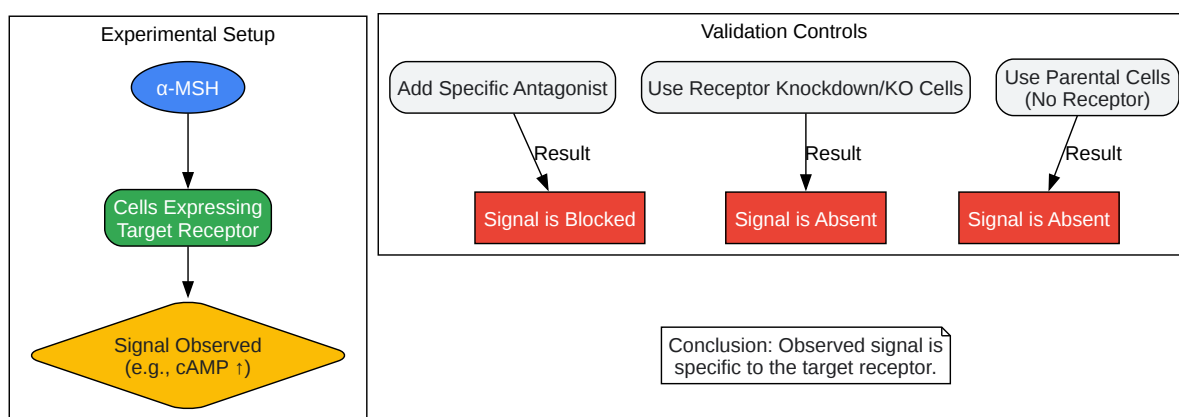 Experimental Setup
α-MSH
Cells Expressing
Target Receptor
Signal Observed
(e.g., cAMP ↑)
Validation Controls
Add Specific Antagonist
Use Receptor Knockdown/KO Cells
Use Parental Cells
(No Receptor)
Result
Result
Result
Signal is Blocked
Signal is Absent
Signal is Absent
Conclusion: Observed signal is
specific to the target receptor.